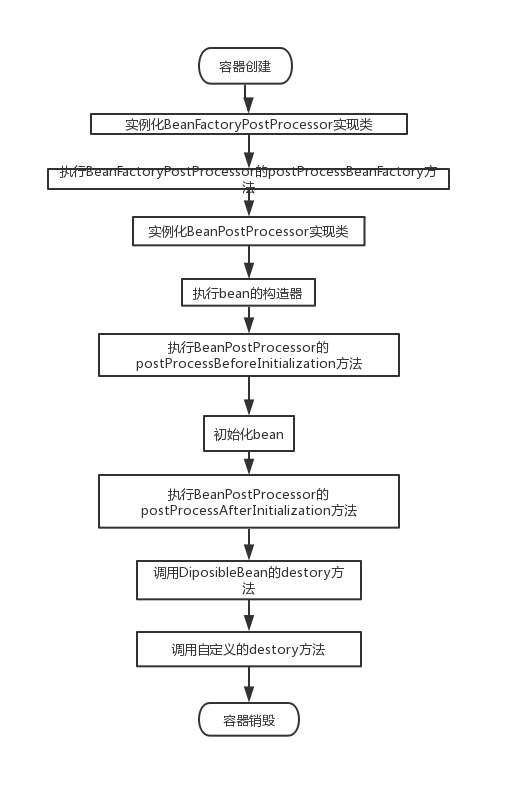 容器创建
实例化BeanFactoryPostProcessor实现类
执行BeanFactoryPostProcessor的postProcessBeanFactory方
法
实例化BeanPostProcessor实现类
执行bean的构造器
执行BeanPostProcessor的
postProcessBeforeInitialization方法
初始化bean
执行BeanPostProcessor的
postProcessAfterInitialization方法
调用DiposibleBean的destory方
法
调用自定义的destory方法
容器销毁